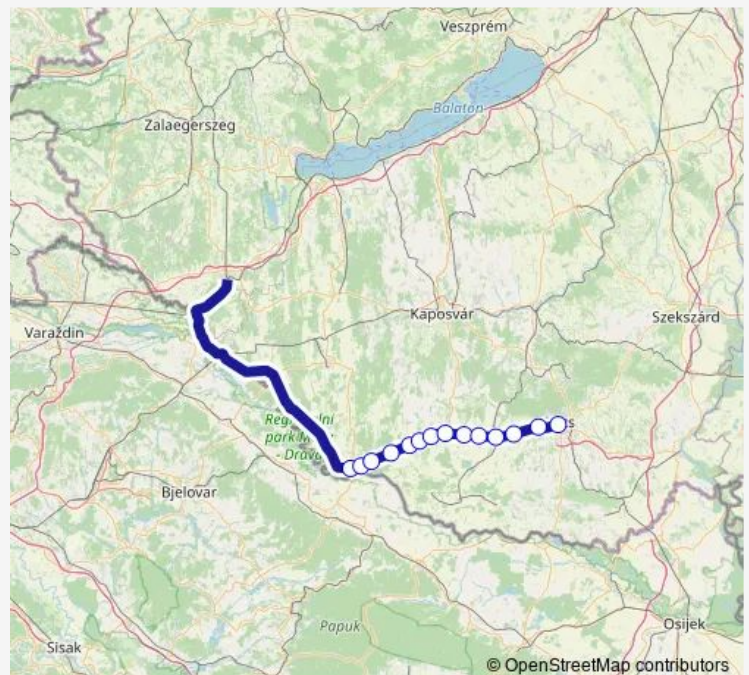 Veszprém
Balaton
Zalaegerszeg
Varaždin
Kaposvár
Szekszárd
Bjelovar
Papuk
Osijek
Sisak
© OpenStreetMap contributors